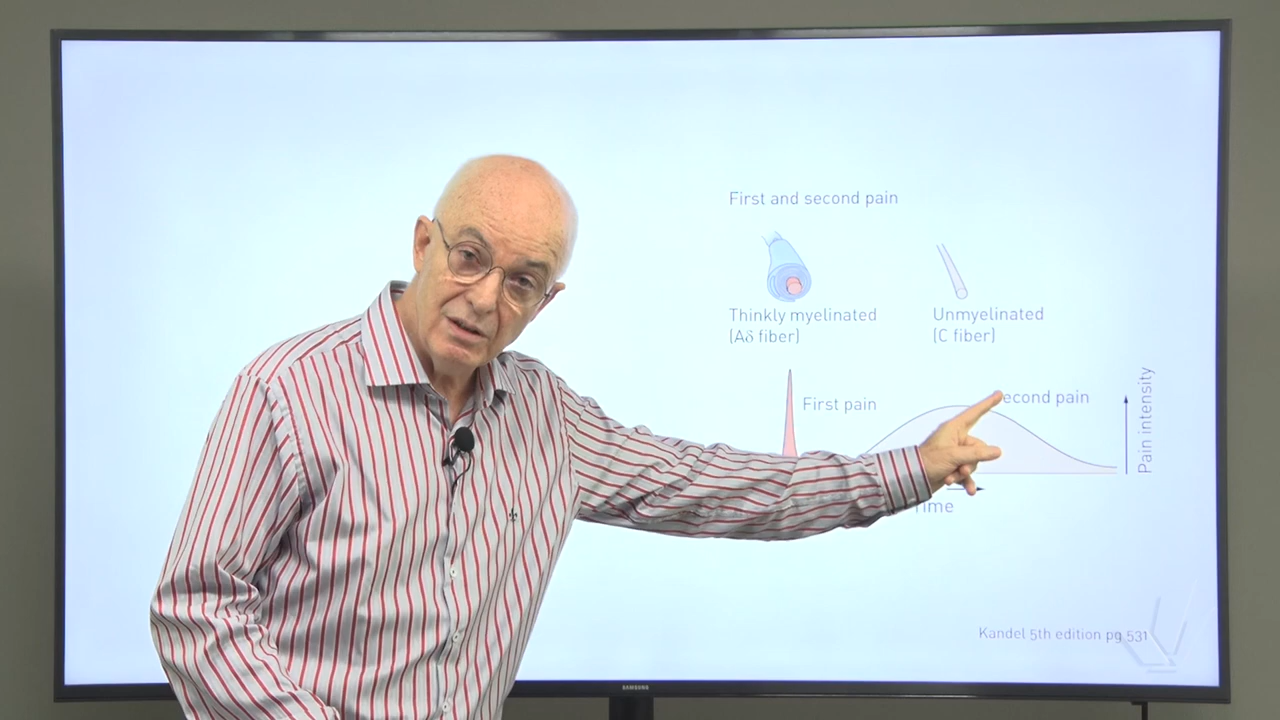 First and second pain
Thinkly myelinated
(Aδ fiber)
Unmyelinated
(C fiber)
First pain
econd pain
Pain intensity
ime
Kandel 5th edition pg 531
SAMSUNG